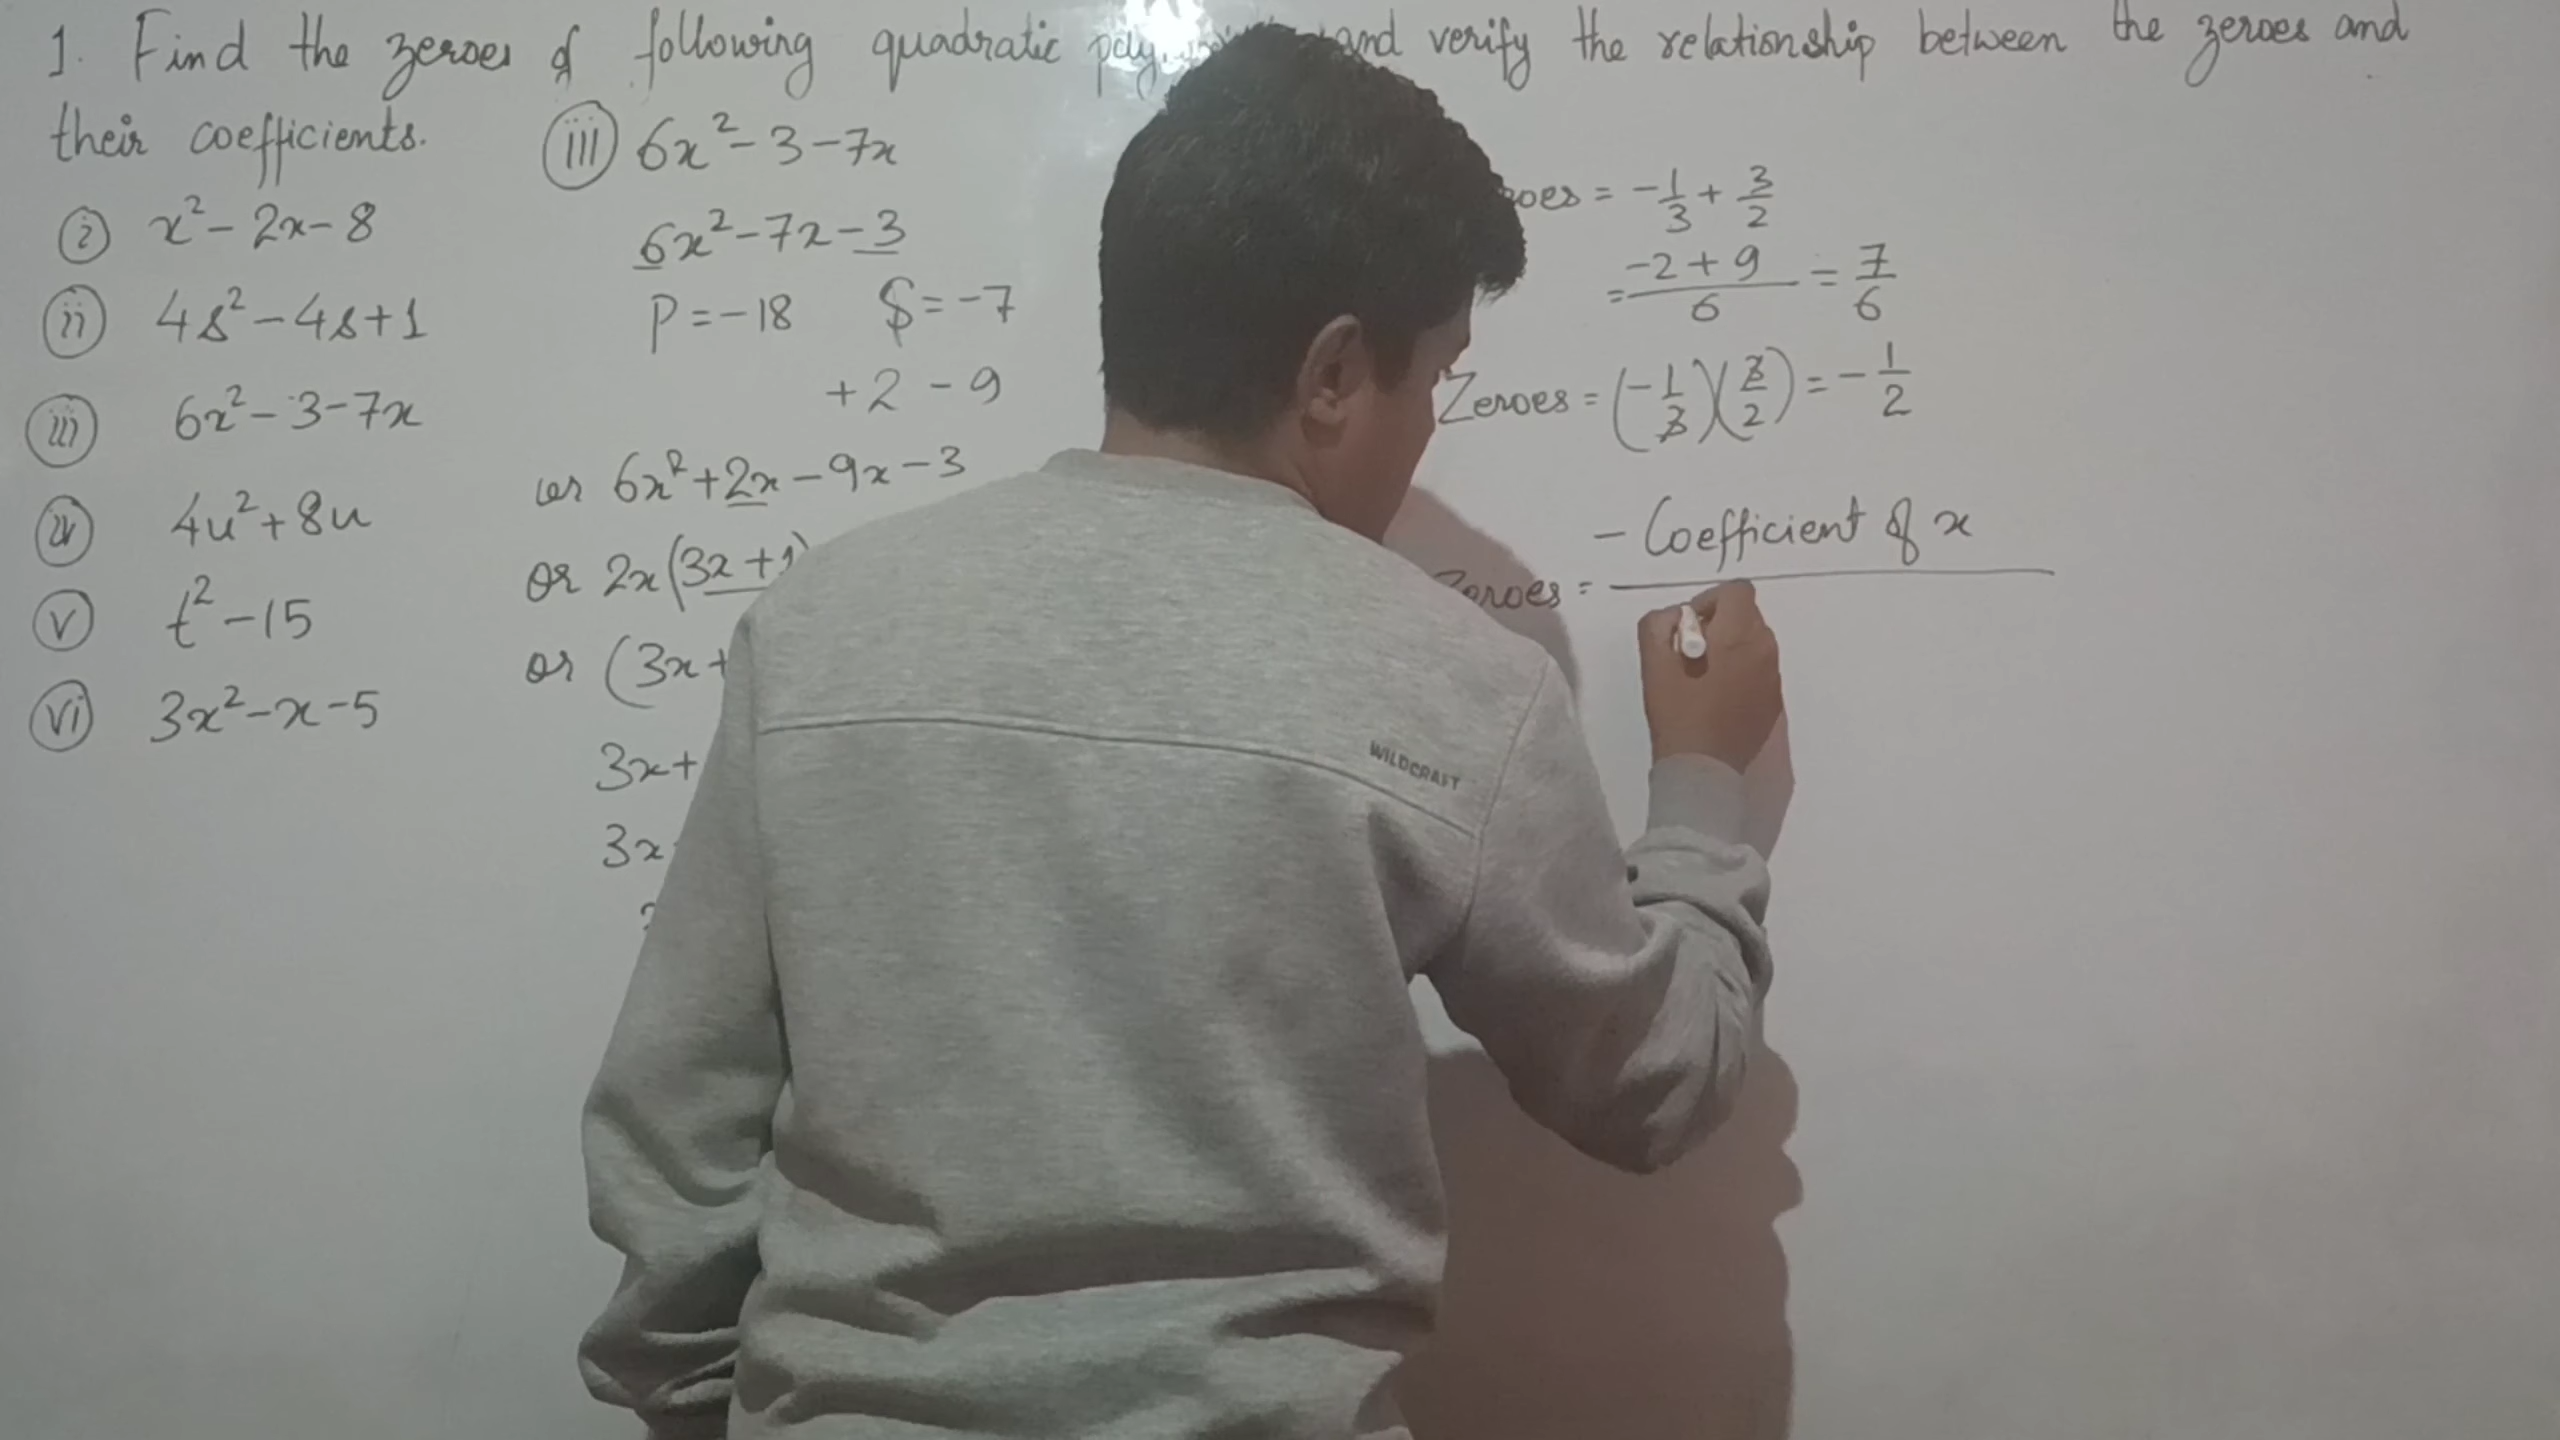 1. Find the zeroes of following quadratic and verify the relationship between the zeroes and
their coefficients.
(i) x² - 2x - 8
(ii) 4s² - 4s + 1
(iii) 6x² - 3 - 7x
(iv) 4u² + 8u
(v) t² - 15
(vi) 3x² - x - 5
(iii) 6x² - 3 - 7x
6x² - 7x - 3
P = -18 S = -7
+2 -9
or 6x² + 2x - 9x - 3
or 2x(3x + 1)
or (3x +
3x +
3x
= -1/3 + 3/2
= (-2 + 9)/6 = 7/6
Zeroes = (-1/3)(3/2) = -1/2
Zeroes = - Coefficient of x
WILDCRAFT